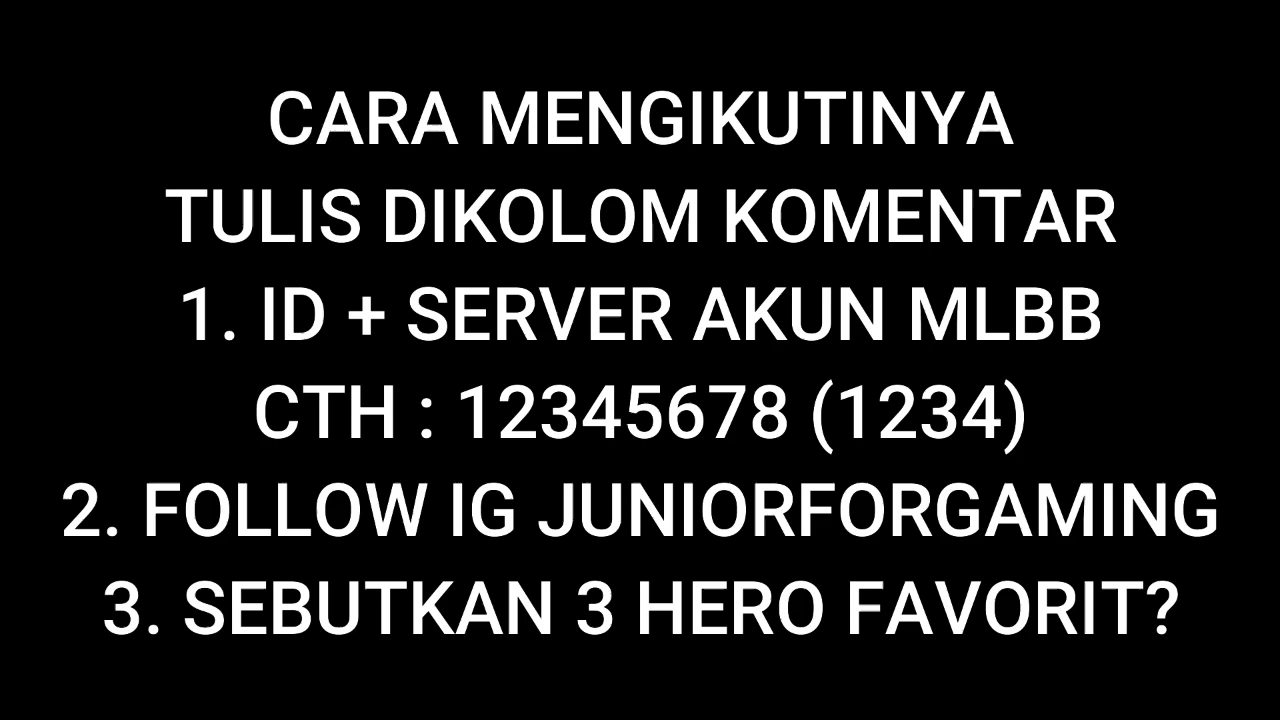 CARA MENGIKUTINYA
TULIS DIKOLOM KOMENTAR
1. ID + SERVER AKUN MLBB
CTH : 12345678 (1234)
2. FOLLOW IG JUNIORFORGAMING
3. SEBUTKAN 3 HERO FAVORIT?